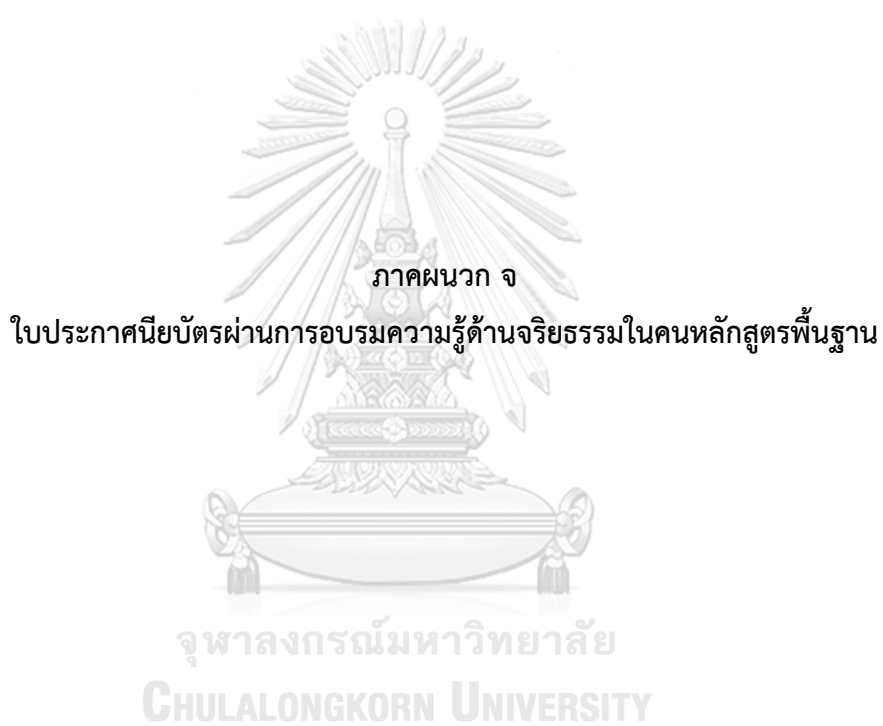 ภาคผนวก จ
ใบประกาศนียบัตรผ่านการอบรมความรู้ด้านจริยธรรมในคนหลักสูตรพื้นฐาน
จุฬาลงกรณ์มหาวิทยาลัย
CHULALONGKORN UNIVERSITY